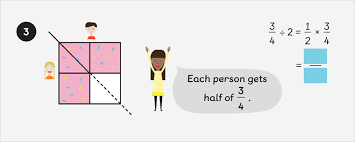 3
3/4 ÷ 2 = 1/2 × 3/4
=
Each person gets
half of 3/4 .